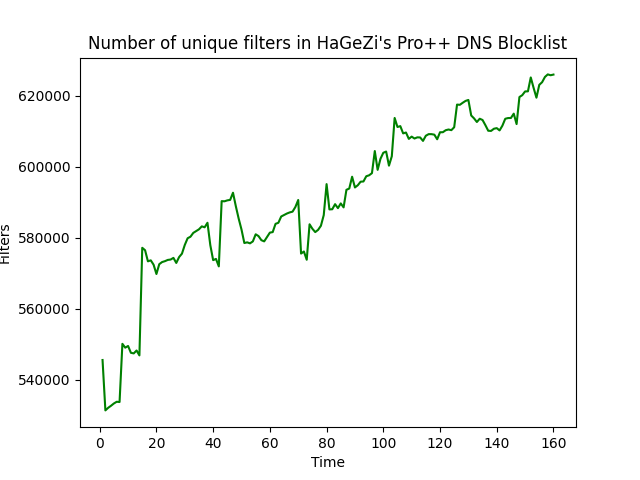 Number of unique filters in HaGeZi's Pro++ DNS Blocklist
620000
600000
580000
560000
540000
Filters
0 20 40 60 80 100 120 140 160
Time